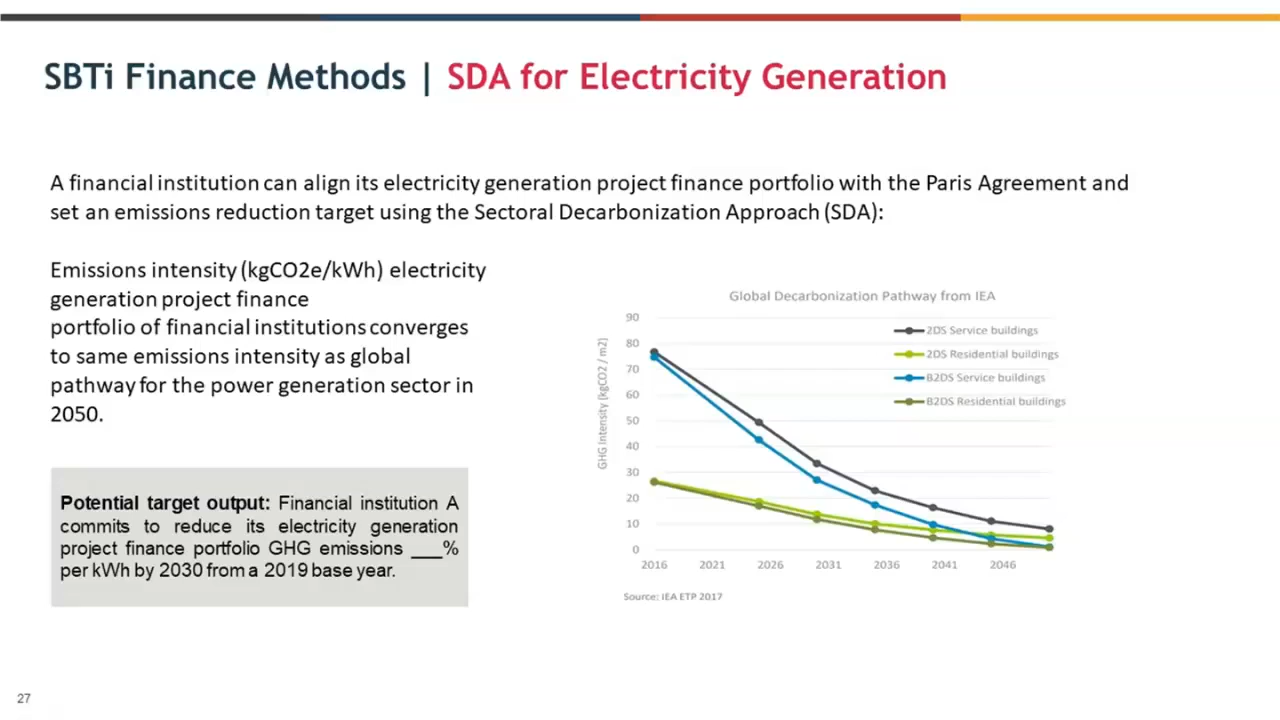 SBTi Finance Methods | SDA for Electricity Generation
A financial institution can align its electricity generation project finance portfolio with the Paris Agreement and
set an emissions reduction target using the Sectoral Decarbonization Approach (SDA):
Emissions intensity (kgCO2e/kWh) electricity
generation project finance
portfolio of financial institutions converges
to same emissions intensity as global
pathway for the power generation sector in
2050.
Potential target output: Financial institution A
commits to reduce its electricity generation
project finance portfolio GHG emissions ___%
per kWh by 2030 from a 2019 base year.
Global Decarbonization Pathway from IEA
GHG Intensity (kgCO2 / m2)
90
80
70
60
50
40
30
20
10
0
2DS Service buildings
2DS Residential buildings
B2DS Service buildings
B2DS Residential buildings
2016 2021 2026 2031 2036 2041 2046
Source: IEA ETP 2017
27